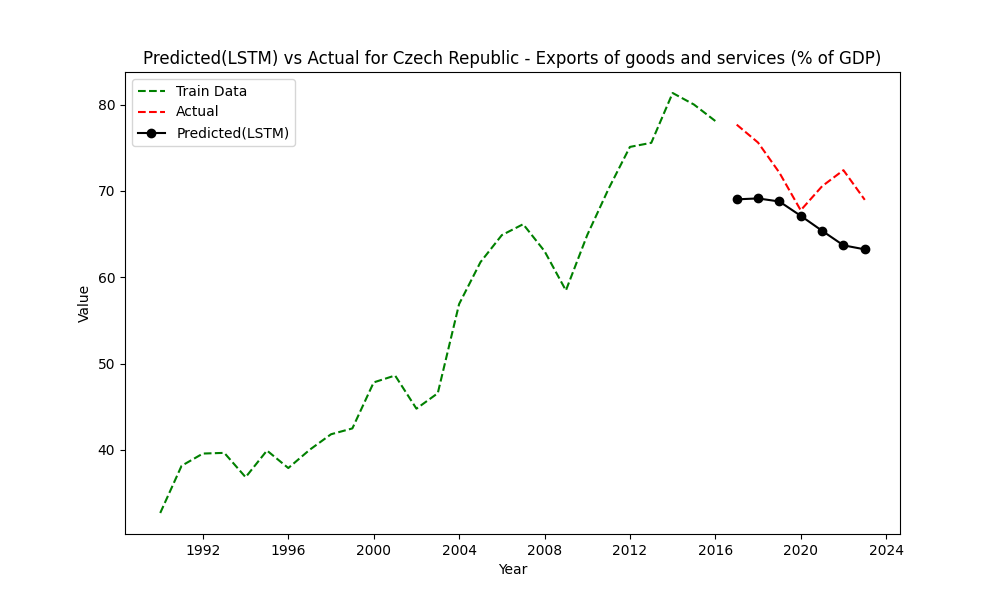 Predicted(LSTM) vs Actual for Czech Republic - Exports of goods and services (% of GDP)
Train Data
Actual
Predicted(LSTM)
80
70
60
50
40
Value
1992 1996 2000 2004 2008 2012 2016 2020 2024
Year